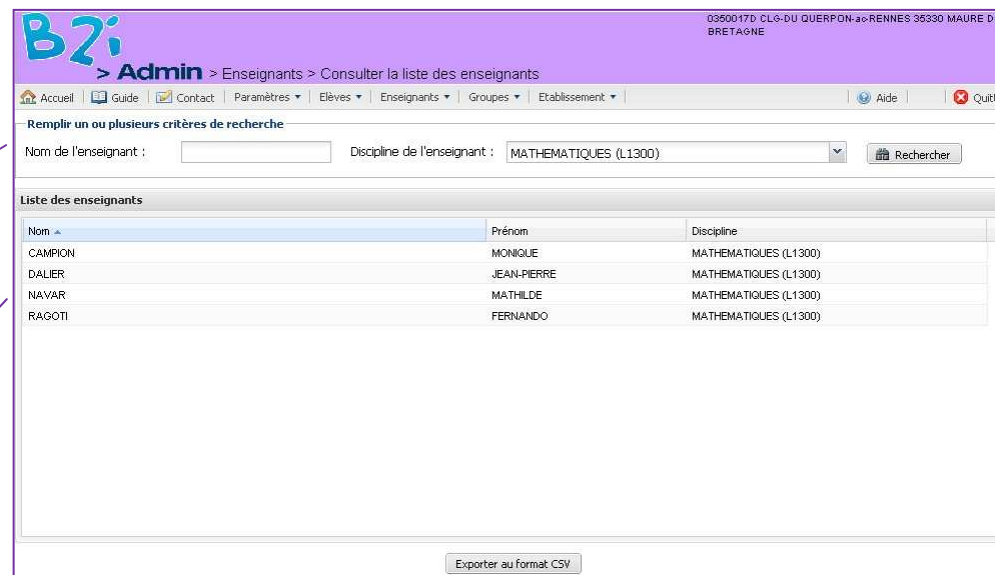 0350017D CLG-DU QUERPON-ac-RENNES 35330 MAURE D
BRETAGNE
B2i
> Admin > Enseignants > Consulter la liste des enseignants
Accueil Guide Contact Paramètres Elèves Enseignants Groupes Etablissement Aide Quitt
Remplir un ou plusieurs critères de recherche
Nom de l'enseignant : Discipline de l'enseignant : MATHEMATIQUES (L1300) Rechercher
Liste des enseignants
Nom Prénom Discipline
CAMPION MONIQUE MATHEMATIQUES (L1300)
DALIER JEAN-PIERRE MATHEMATIQUES (L1300)
NAVAR MATHILDE MATHEMATIQUES (L1300)
RAGOTI FERNANDO MATHEMATIQUES (L1300)
Exporter au format CSV